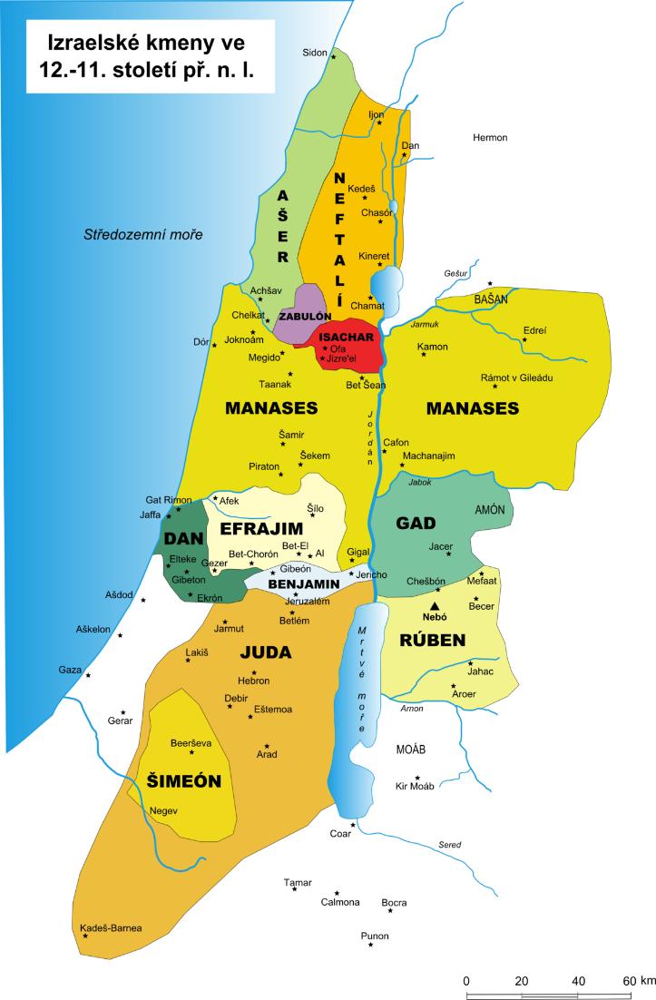 Izraelské kmeny ve
12.-11. století př. n. l.
Sidon
Ijon
Dan
Hermon
NEFTALÍ
Kedeš
AŠER
Chasór
Středozemní moře
Kineret
Gešur
Achšav
Chamat
BAŠAN
Chelkat
ZABULÓN
Jarmuk
Joknoám
ISACHAR
Edreí
Dór
Ofa
Kamon
Megido
Jizre'el
Taanak
Bet Šean
Rámot v Gileádu
MANASES
MANASES
Jordán
Šamir
Cafon
Šekem
Machanajim
Piraton
Jabok
Gat Rimon
Afek
Jaffa
Šílo
AMÓN
DAN
EFRAJIM
GAD
Bet-El
Jacer
Elteke
Gezer
Bet-Chorón
AI
Gigal
Gibeton
Gibeón
Jericho
Mefaat
BENJAMIN
Chešbón
Ašdod
Ekrón
Jeruzalém
Becer
Betlém
Nebó
Aškelon
Jarmut
Mrtvé moře
RÚBEN
Lakiš
JUDA
Gaza
Hebron
Jahac
Debir
Aroer
Eštemoa
Arnon
Gerar
Beerševa
Arad
MOÁB
ŠIMEÓN
Kir Moáb
Negev
Coar
Sered
Tamar
Calmona
Bocra
Kadeš-Barnea
Punon
0 20 40 60 km